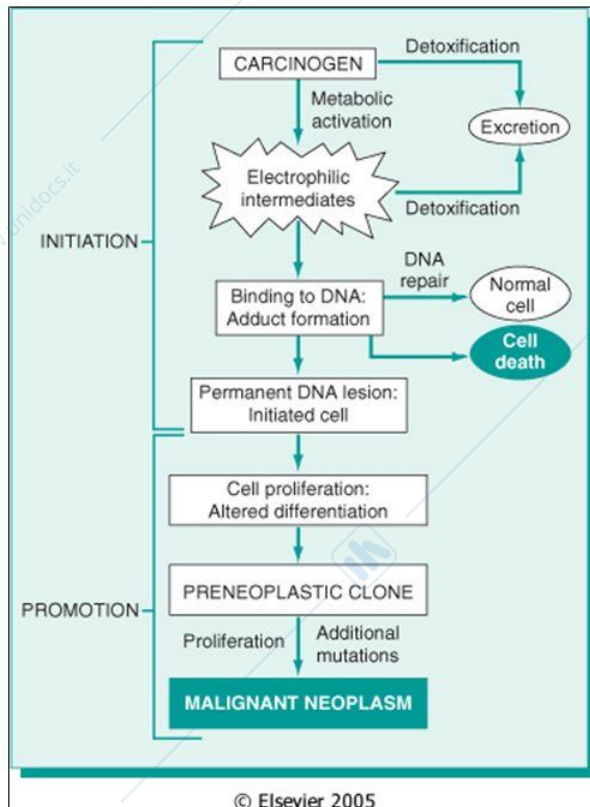 CARCINOGEN
Detoxification
Metabolic
activation
Excretion
Electrophilic
intermediates
Detoxification
INITIATION
DNA
repair
Binding to DNA:
Adduct formation
Normal
cell
Cell
death
Permanent DNA lesion:
Initiated cell
Cell proliferation:
Altered differentiation
PRENEOPLASTIC CLONE
PROMOTION
Proliferation
Additional
mutations
MALIGNANT NEOPLASM
© Elsevier 2005
unidocs.it